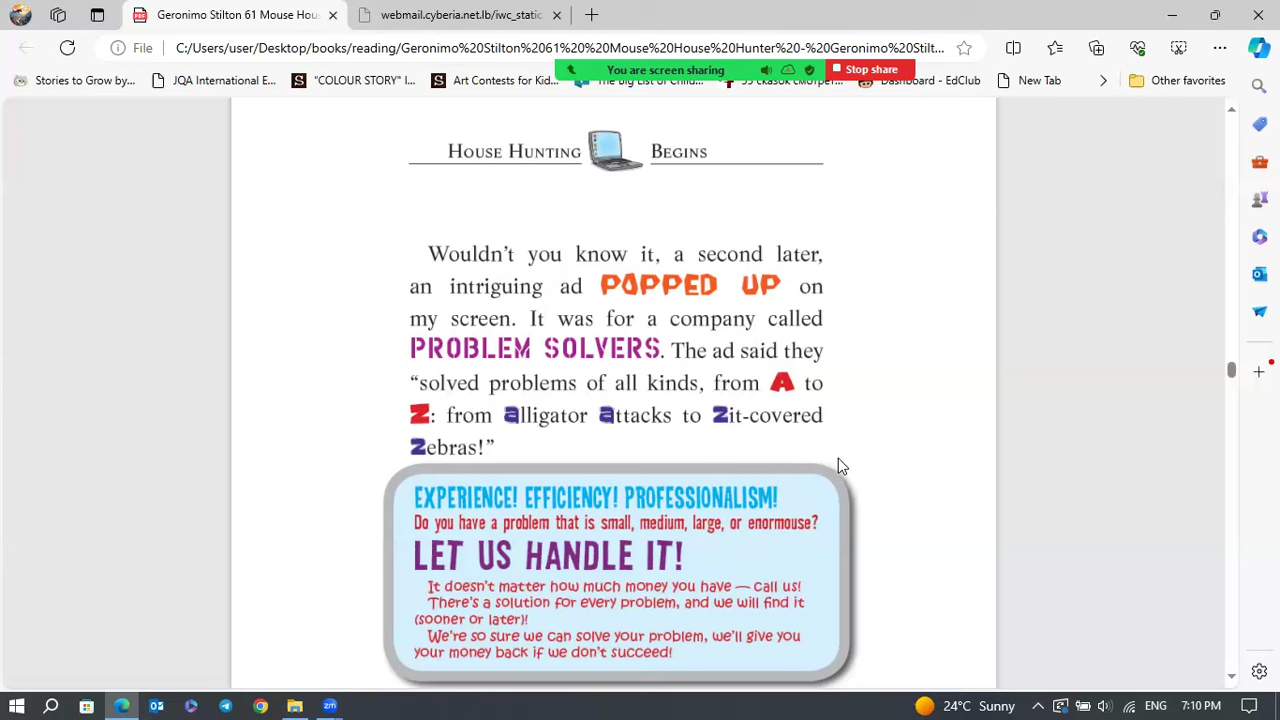 Geronimo Stilton 61 Mouse Hou
webmail.cyberia.net.lb/iwc_static
File
C:/Users/user/Desktop/books/reading/Geronimo%20Stilton%2061%20%20Mouse%20House%20Hunter%20-%20Geronimo%20Stilt...
You are screen sharing
Stop share
Stories to Grow by...
JOA International E...
"COLOUR STORY" I...
Art Contests for Kid...
Dashboard - EdClub
New Tab
Other favorites
House Hunting Begins
Wouldn't you know it, a second later,
an intriguing ad POPPED UP on
my screen. It was for a company called
PROBLEM SOLVERS. The ad said they
“solved problems of all kinds, from A to
Z: from alligator attacks to Zit-covered
Zebras!”
EXPERIENCE! EFFICIENCY! PROFESSIONALISM!
Do you have a problem that is small, medium, large, or enormouse?
LET US HANDLE IT!
It doesn't matter how much money you have — call us!
There's a solution for every problem, and we will find it
(sooner or later)!
We're so sure we can solve your problem, we'll give you
your money back if we don't succeed!
24°C Sunny
ENG
7:10 PM